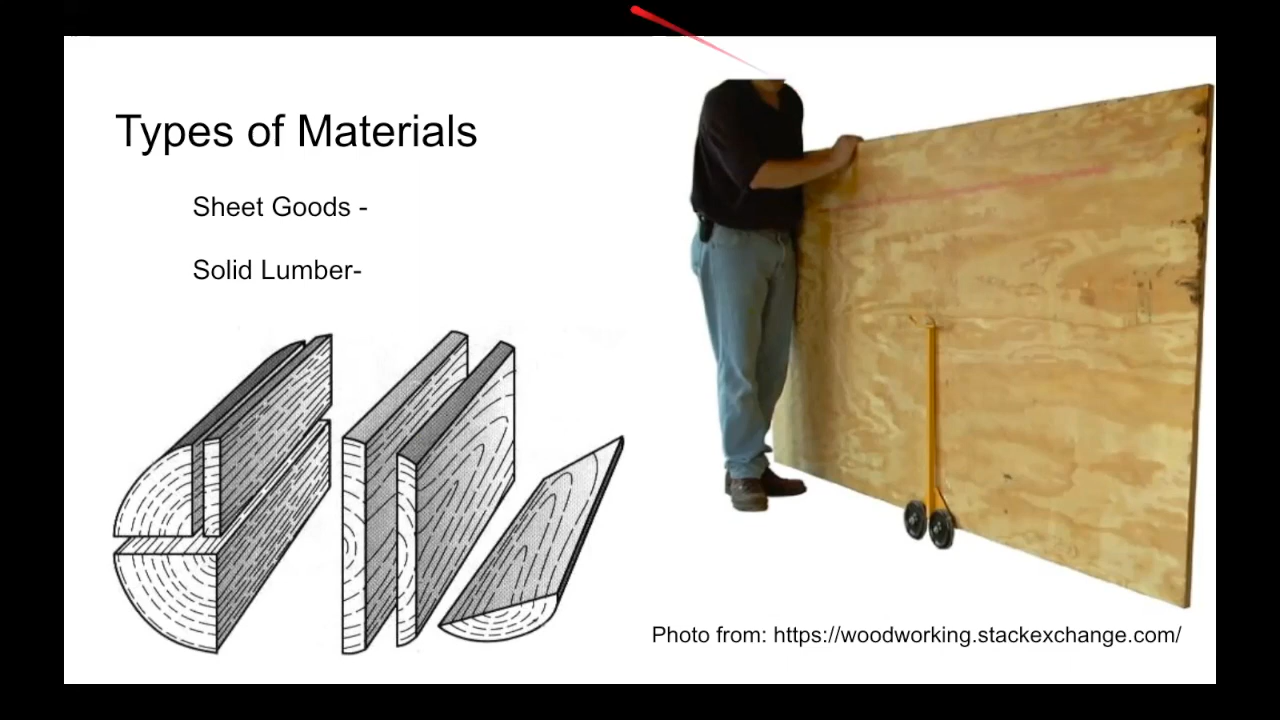 Types of Materials
Sheet Goods -
Solid Lumber-
Photo from: https://woodworking.stackexchange.com/